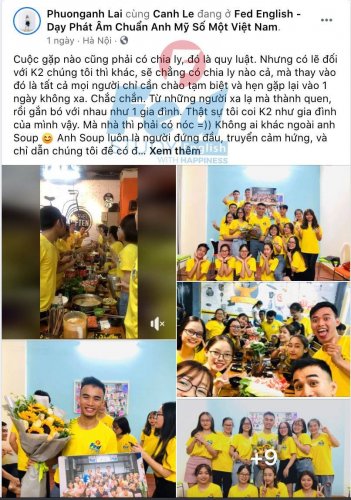 Phuonganh Lai cùng Canh Le đang ở Fed English -
Dạy Phát Âm Chuẩn Anh Mỹ Số Một Việt Nam.
1 ngày · Hà Nội ·
Cuộc gặp nào cũng phải có chia ly, đó là quy luật. Nhưng có lẽ đối
với K2 chúng tôi thì khác, sẽ chẳng có chia ly nào cả, mà thay vào
đó là tất cả mọi người chỉ cần chào tạm biệt và hẹn gặp lại vào 1
ngày không xa. Chắc chắn. Từ những người xa lạ mà thành quen,
rồi gắn bó với nhau như 1 gia đình. Thật sự tôi coi K2 như gia đình
của mình vậy. Mà nhà thì phải có nóc =)) Không ai khác ngoài anh
Soup 😊 Anh Soup luôn là người đứng đầu, truyền cảm hứng, và
chỉ dẫn chúng tôi để có đ... Xem thêm
English
WITH HAPPINESS
+9